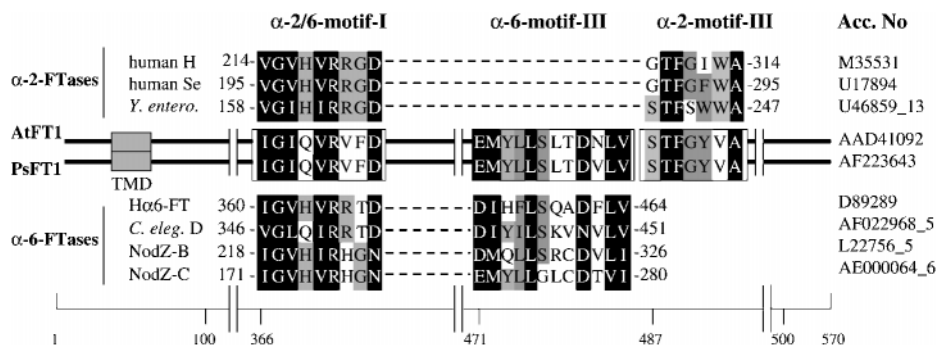 α-2/6-motif-I α-6-motif-III α-2-motif-III Acc. No
α-2-FTases
human H 214 - VGVHVRRGD GTFGIWA -314 M35531
human Se 195 - VGVHVRRGD GTFGFWA -295 U17894
Y. entero. 158 - IGIHIRRGD STFSWWA -247 U46859_13
AtFT1 IGIQVRVFD EMYLLSLTDNLV STFGYVA AAD41092
PsFT1 IGIQVRVFD EMYLLSLTDNLV STFGYVA AF223643
TMD
α-6-FTases
Hα6-FT 360 - IGVHVRRTD DIHFLSQADFLV -464 D89289
C. eleg. D 346 - VGLQIRRTD DIYILSKVNVLV -451 AF022968_5
NodZ-B 218 - IGVHIRHGN DMQLLSRCDVLI -326 L22756_5
NodZ-C 171 - IGVHVRHGN EMYLLGLCDTVI -280 AE000064_6
1 100 366 471 487 500 570